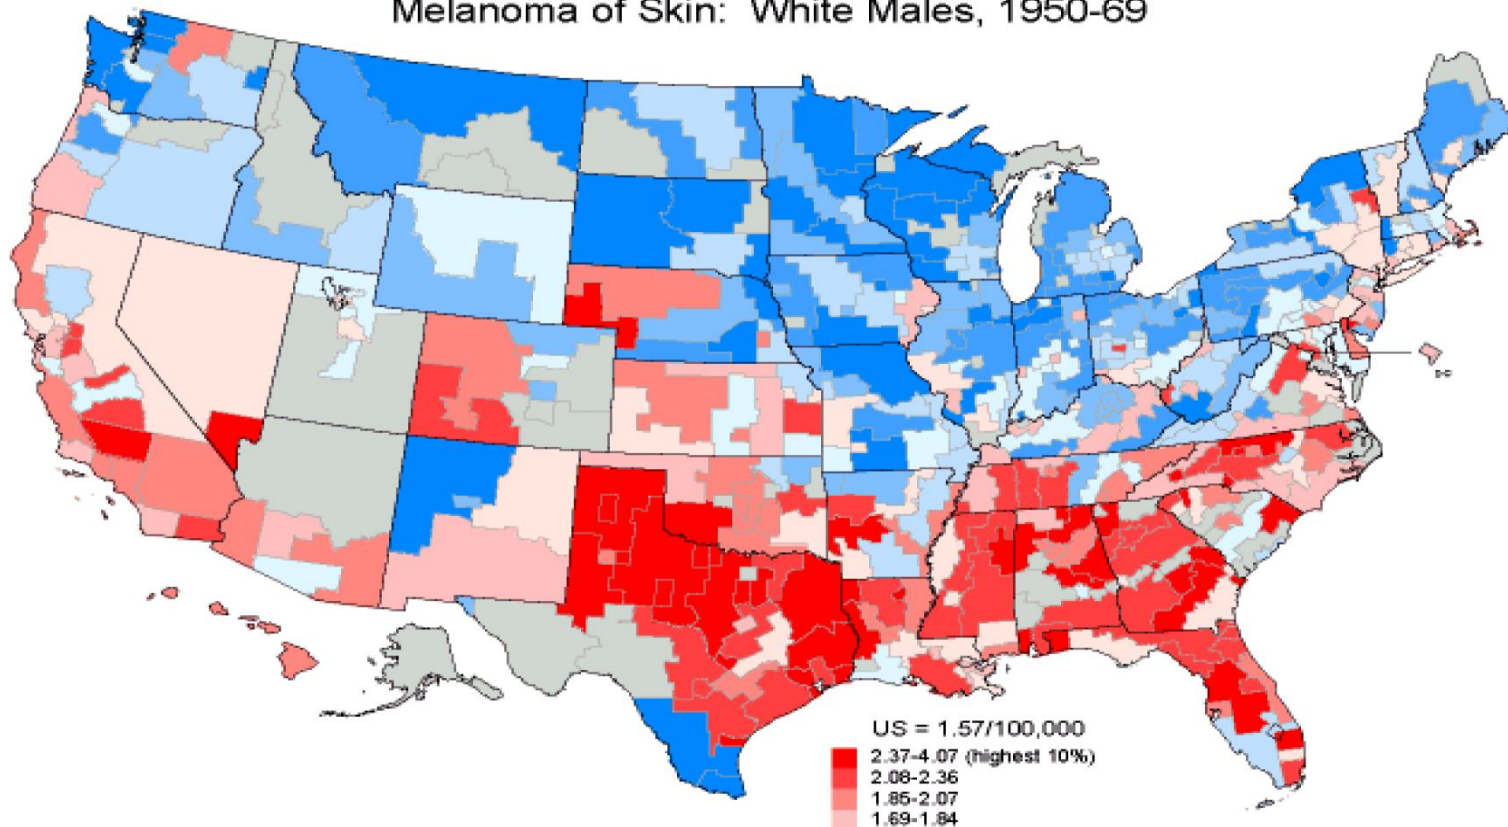 Melanoma of Skin: White Males, 1950-69
US = 1.57/100,000
2.37-4.07 (highest 10%)
2.08-2.36
1.85-2.07
1.69-1.84